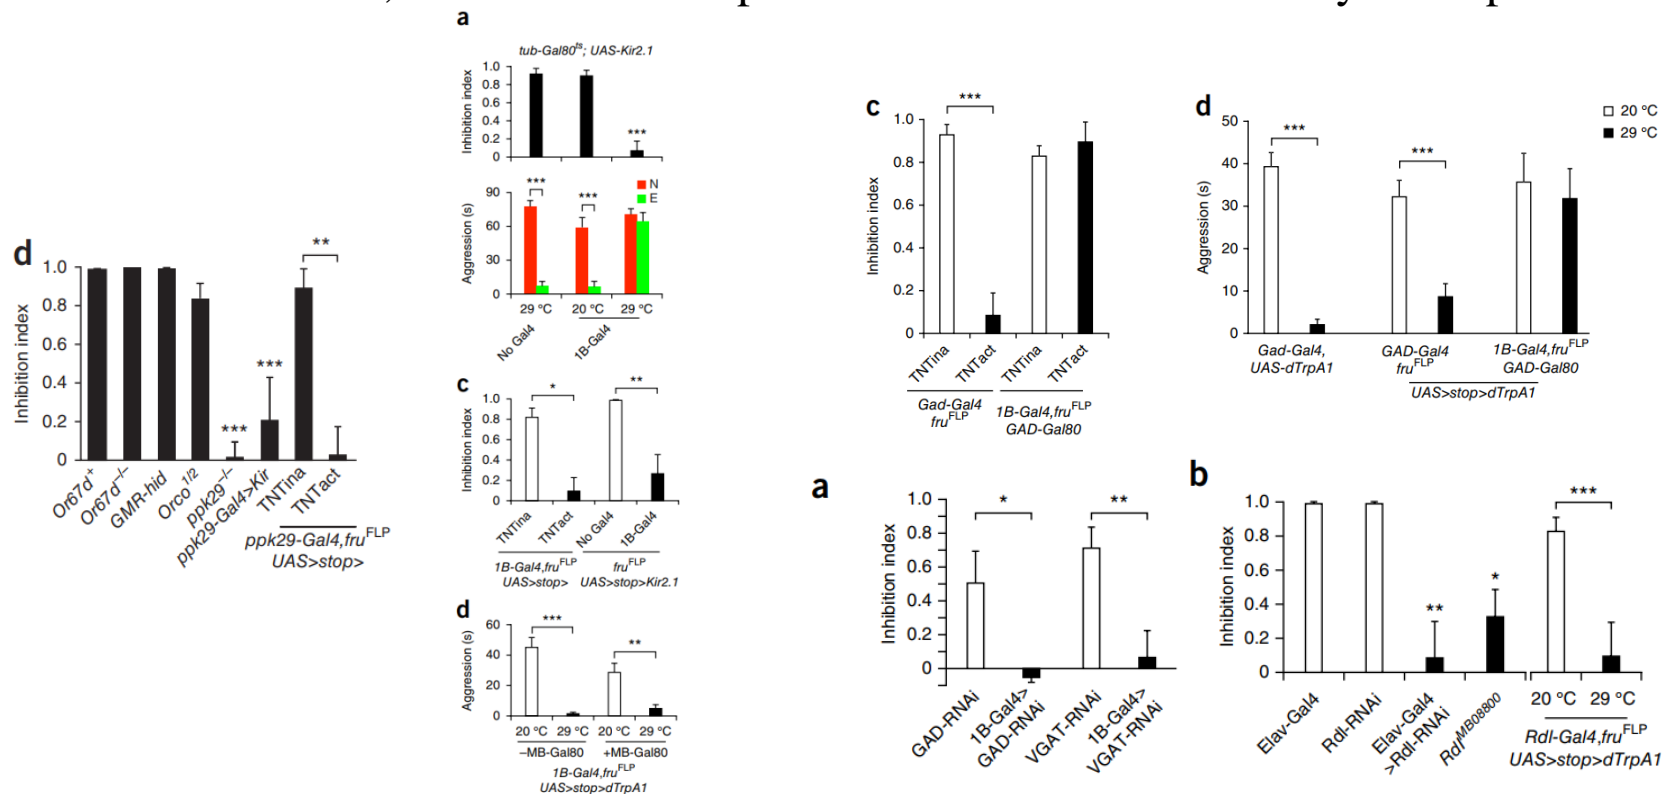 a
tub-Gal80ts; UAS-Kir2.1
Inhibition index
1.0
0.8
0.6
0.4
0.2
0
***
Aggression (s)
90
60
30
0
***
***
N
E
29 °C
20 °C
29 °C
No Gal4
1B-Gal4
d
Inhibition index
1.0
0.8
0.6
0.4
0.2
0
***
***
**
Or67d+
Or67d–/–
GMR-hid
Orco1/2
ppk29–/–
ppk29-Gal4>Kir
TNTina
TNTact
ppk29-Gal4,fruFLP
UAS>stop>
c
Inhibition index
1.0
0.8
0.6
0.4
0.2
0
*
**
TNTina
TNTact
No Gal4
1B-Gal4
1B-Gal4,fruFLP
UAS>stop>
fruFLP
UAS>stop>Kir2.1
d
Aggression (s)
60
40
20
0
***
**
20 °C
29 °C
20 °C
29 °C
–MB-Gal80
+MB-Gal80
1B-Gal4,fruFLP
UAS>stop>dTrpA1
c
Inhibition index
1.0
0.8
0.6
0.4
0.2
0
***
TNTina
TNTact
TNTina
TNTact
Gad-Gal4
fruFLP
1B-Gal4,fruFLP
GAD-Gal80
d
20 °C
29 °C
Aggression (s)
50
40
30
20
10
0
***
***
Gad-Gal4,
UAS-dTrpA1
GAD-Gal4
fruFLP
1B-Gal4,fruFLP
GAD-Gal80
UAS>stop>dTrpA1
a
Inhibition index
1.0
0.8
0.6
0.4
0.2
0
*
**
GAD-RNAi
1B-Gal4>
GAD-RNAi
VGAT-RNAi
1B-Gal4>
VGAT-RNAi
b
Inhibition index
1.0
0.8
0.6
0.4
0.2
0
**
*
***
Elav-Gal4
Rdl-RNAi
Elav-Gal4
>Rdl-RNAi
RdlMB08800
20 °C
29 °C
Rdl-Gal4,fruFLP
UAS>stop>dTrpA1